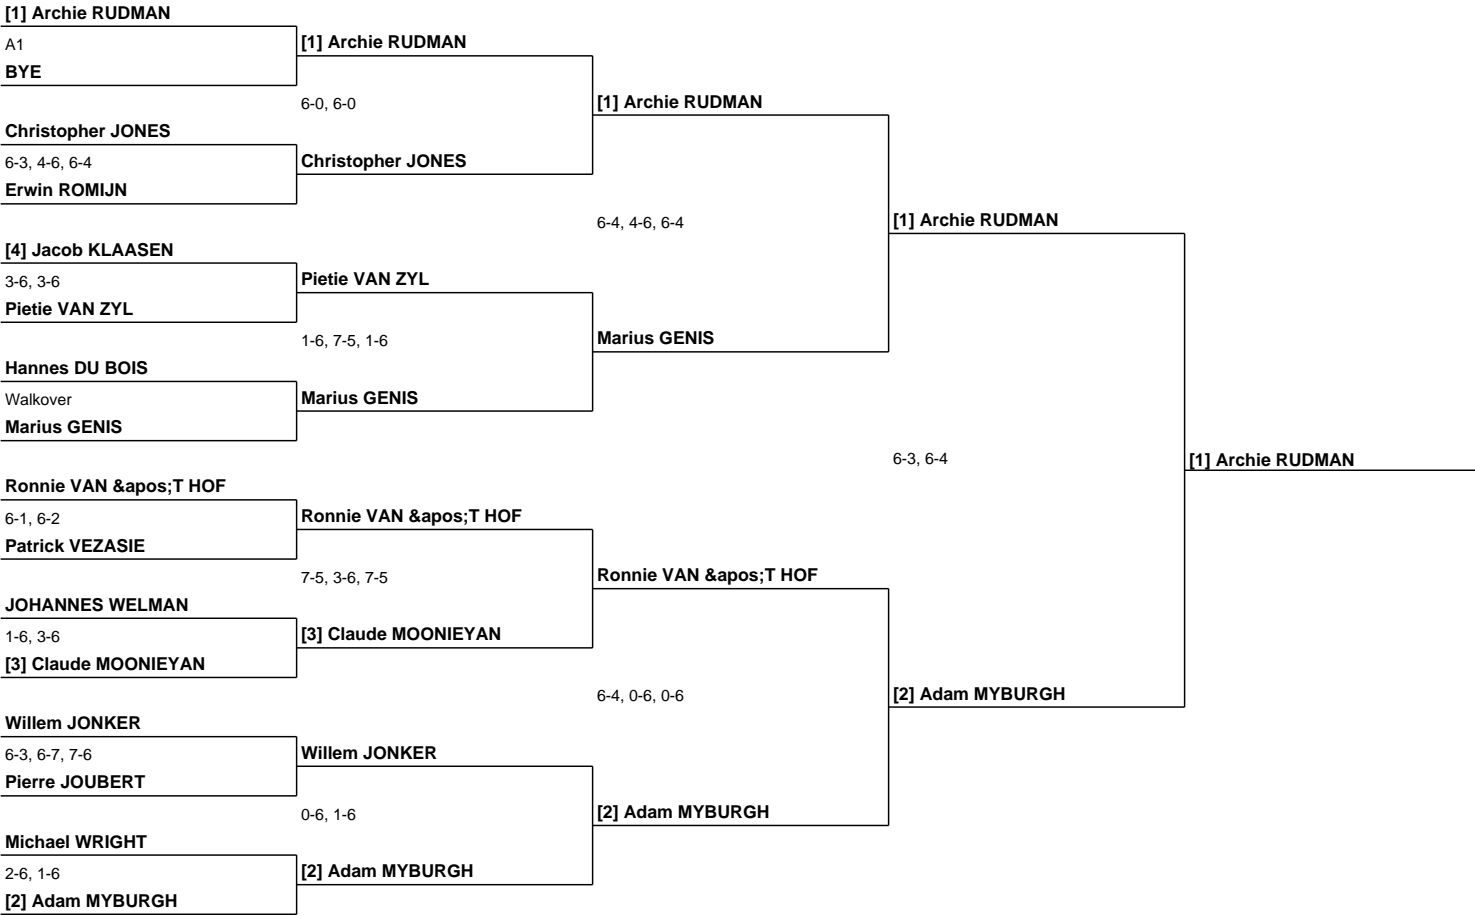 [1] Archie RUDMAN
A1
BYE
Christopher JONES
6-3, 4-6, 6-4
Erwin ROMIJN
[4] Jacob KLAASEN
3-6, 3-6
Pietie VAN ZYL
Hannes DU BOIS
Walkover
Marius GENIS
Ronnie VAN &apos;T HOF
6-1, 6-2
Patrick VEZASIE
JOHANNES WELMAN
1-6, 3-6
[3] Claude MOONIEYAN
Willem JONKER
6-3, 6-7, 7-6
Pierre JOUBERT
Michael WRIGHT
2-6, 1-6
[2] Adam MYBURGH
[1] Archie RUDMAN
6-0, 6-0
Christopher JONES
Pietie VAN ZYL
1-6, 7-5, 1-6
Marius GENIS
Ronnie VAN &apos;T HOF
7-5, 3-6, 7-5
[3] Claude MOONIEYAN
Willem JONKER
0-6, 1-6
[2] Adam MYBURGH
[1] Archie RUDMAN
6-4, 4-6, 6-4
Marius GENIS
Ronnie VAN &apos;T HOF
6-4, 0-6, 0-6
[2] Adam MYBURGH
[1] Archie RUDMAN
6-3, 6-4
[2] Adam MYBURGH
[1] Archie RUDMAN